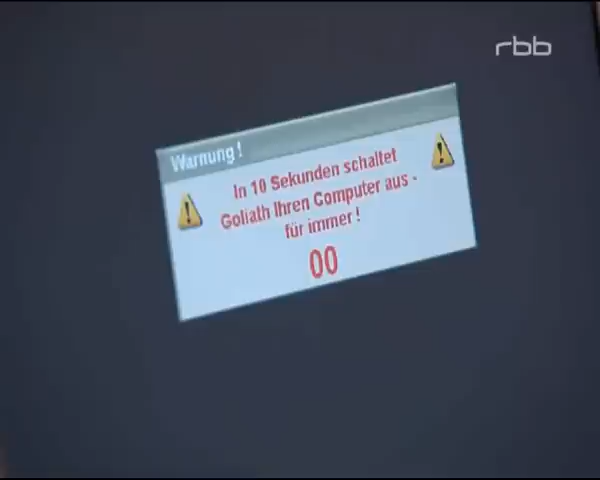 rbb
Warnung !
In 10 Sekunden schaltet
Goliath Ihren Computer aus -
für immer !
00